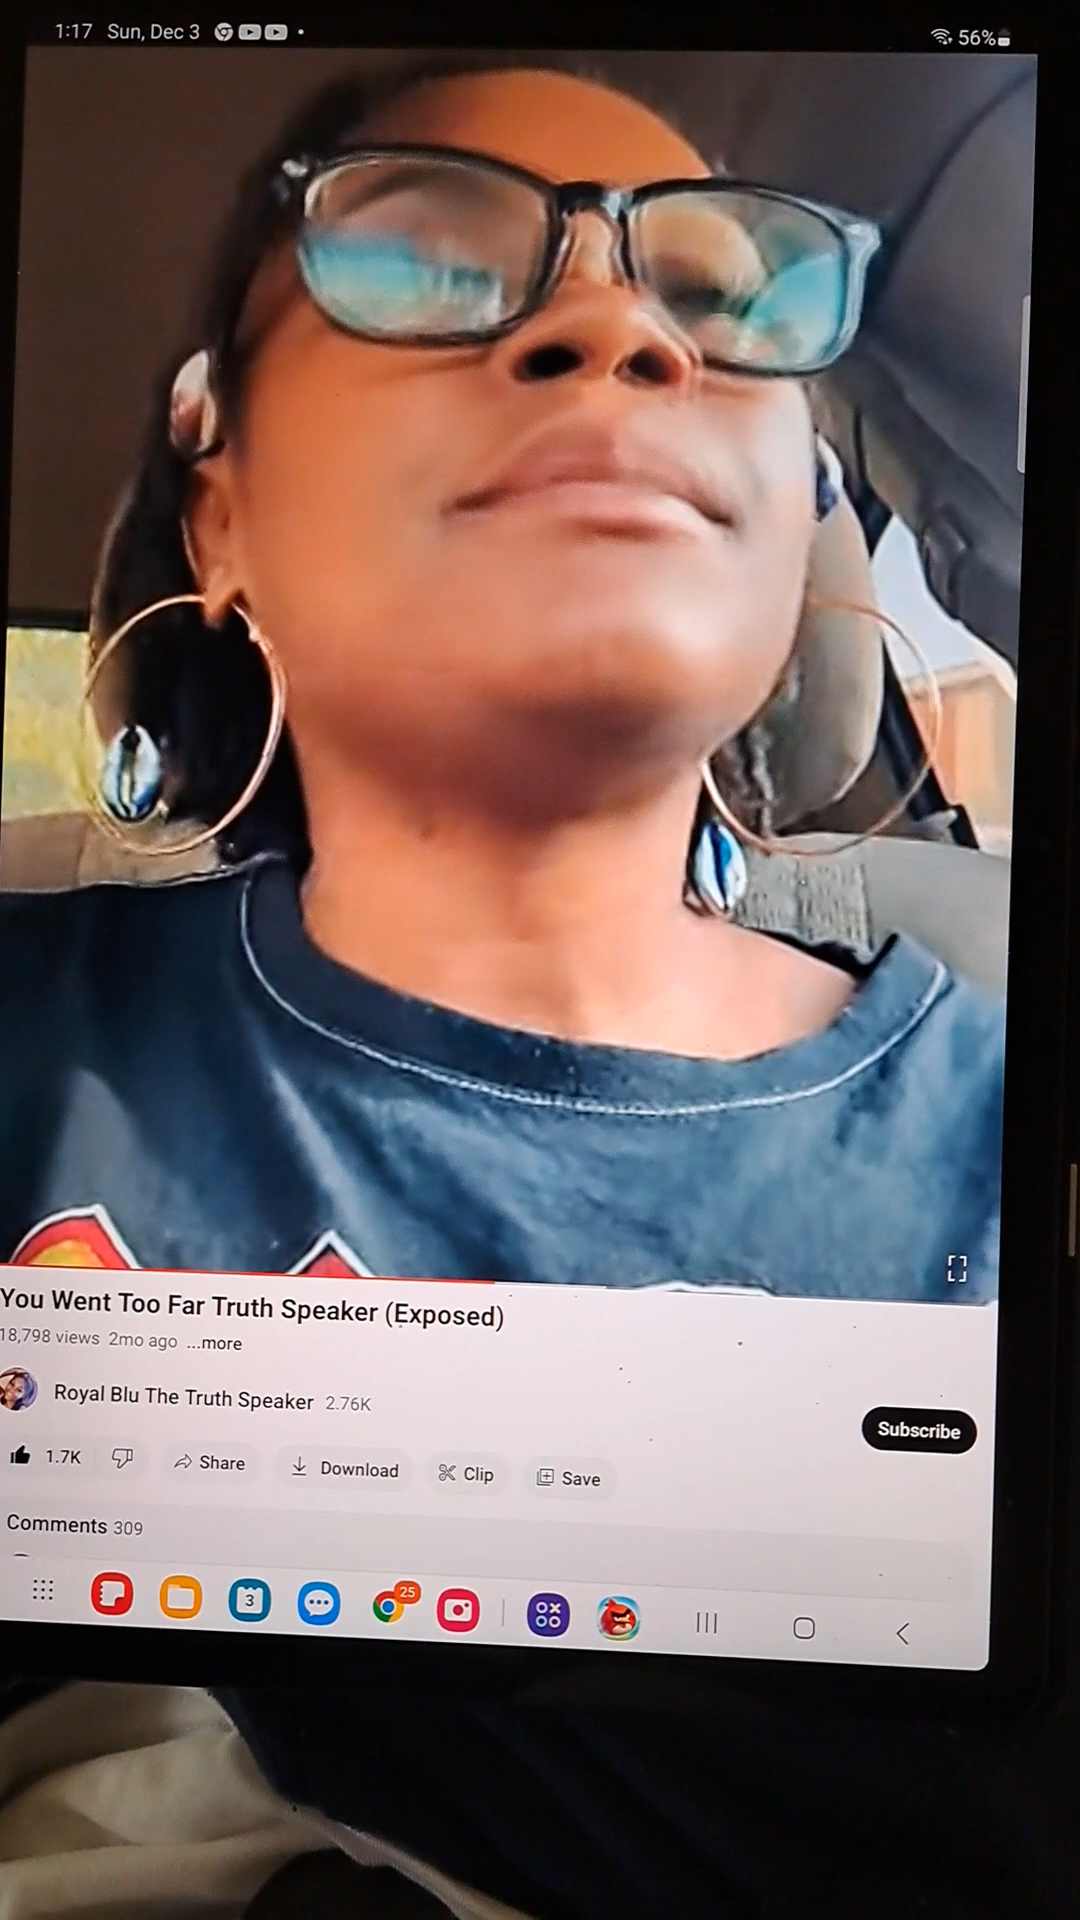 1:17 Sun, Dec 3
56%
You Went Too Far Truth Speaker (Exposed)
18,798 views 2mo ago ...more
Royal Blu The Truth Speaker 2.76K
Subscribe
1.7K Share Download Clip Save
Comments 309
3
25